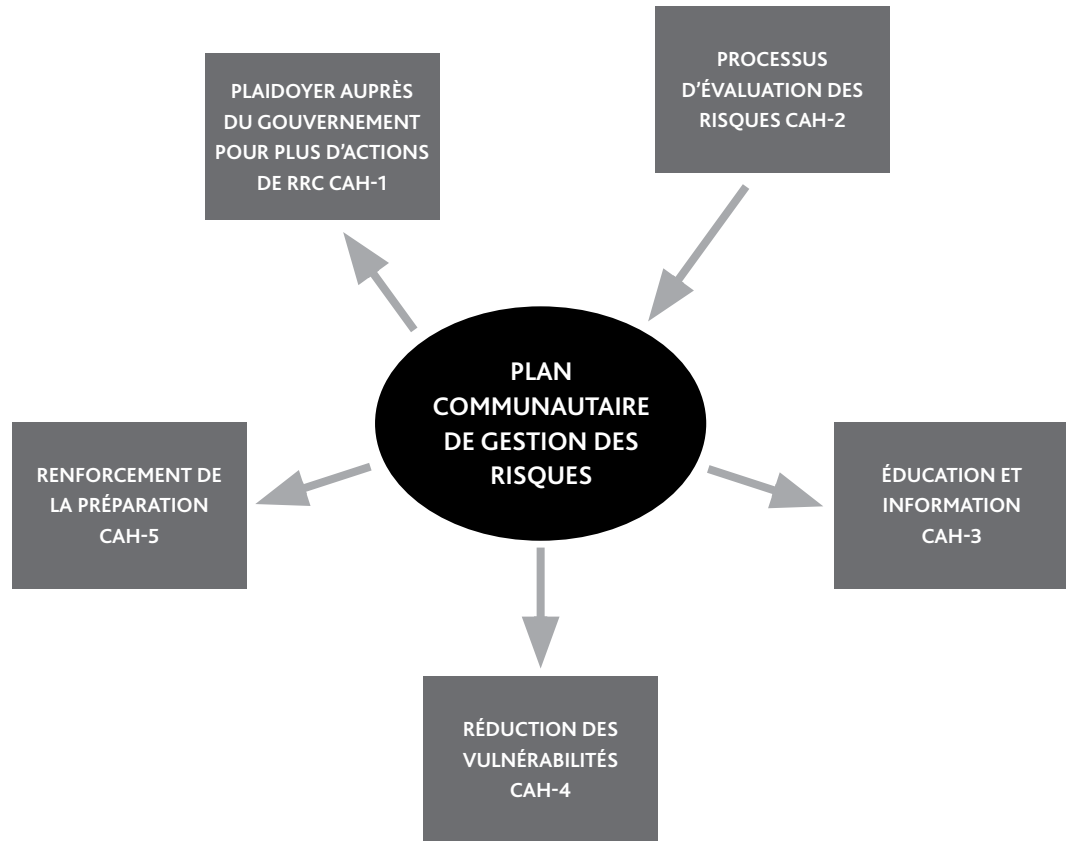 PLAIDOYER AUPRÈS
DU GOUVERNEMENT
POUR PLUS D'ACTIONS
DE RRC CAH-1
PROCESSUS
D'ÉVALUATION DES
RISQUES CAH-2
PLAN
COMMUNAUTAIRE
DE GESTION DES
RISQUES
RENFORCEMENT DE
LA PRÉPARATION
CAH-5
ÉDUCATION ET
INFORMATION
CAH-3
RÉDUCTION DES
VULNÉRABILITÉS
CAH-4